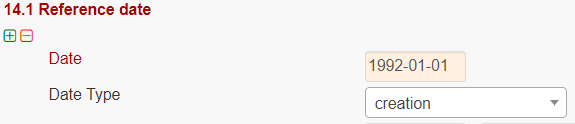 14.1 Reference date
Date 1992-01-01
Date Type creation